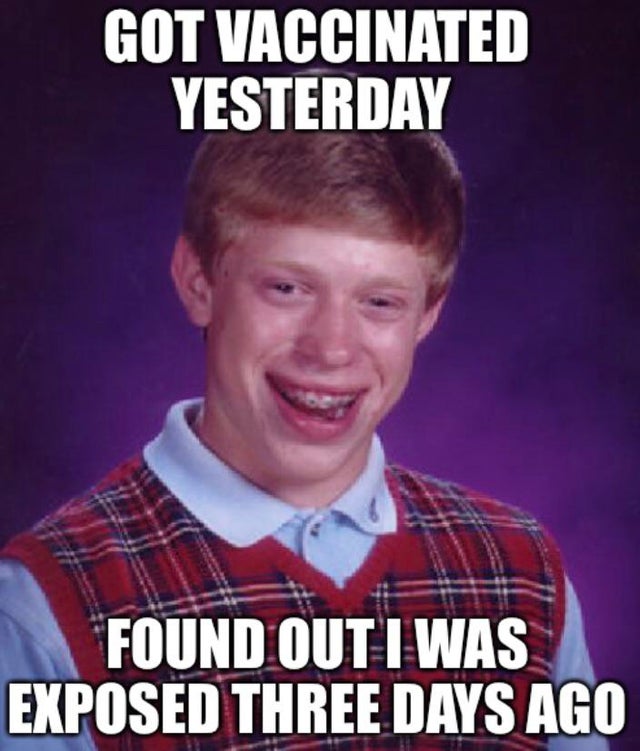 GOT VACCINATED
YESTERDAY
FOUND OUT I WAS
EXPOSED THREE DAYS AGO